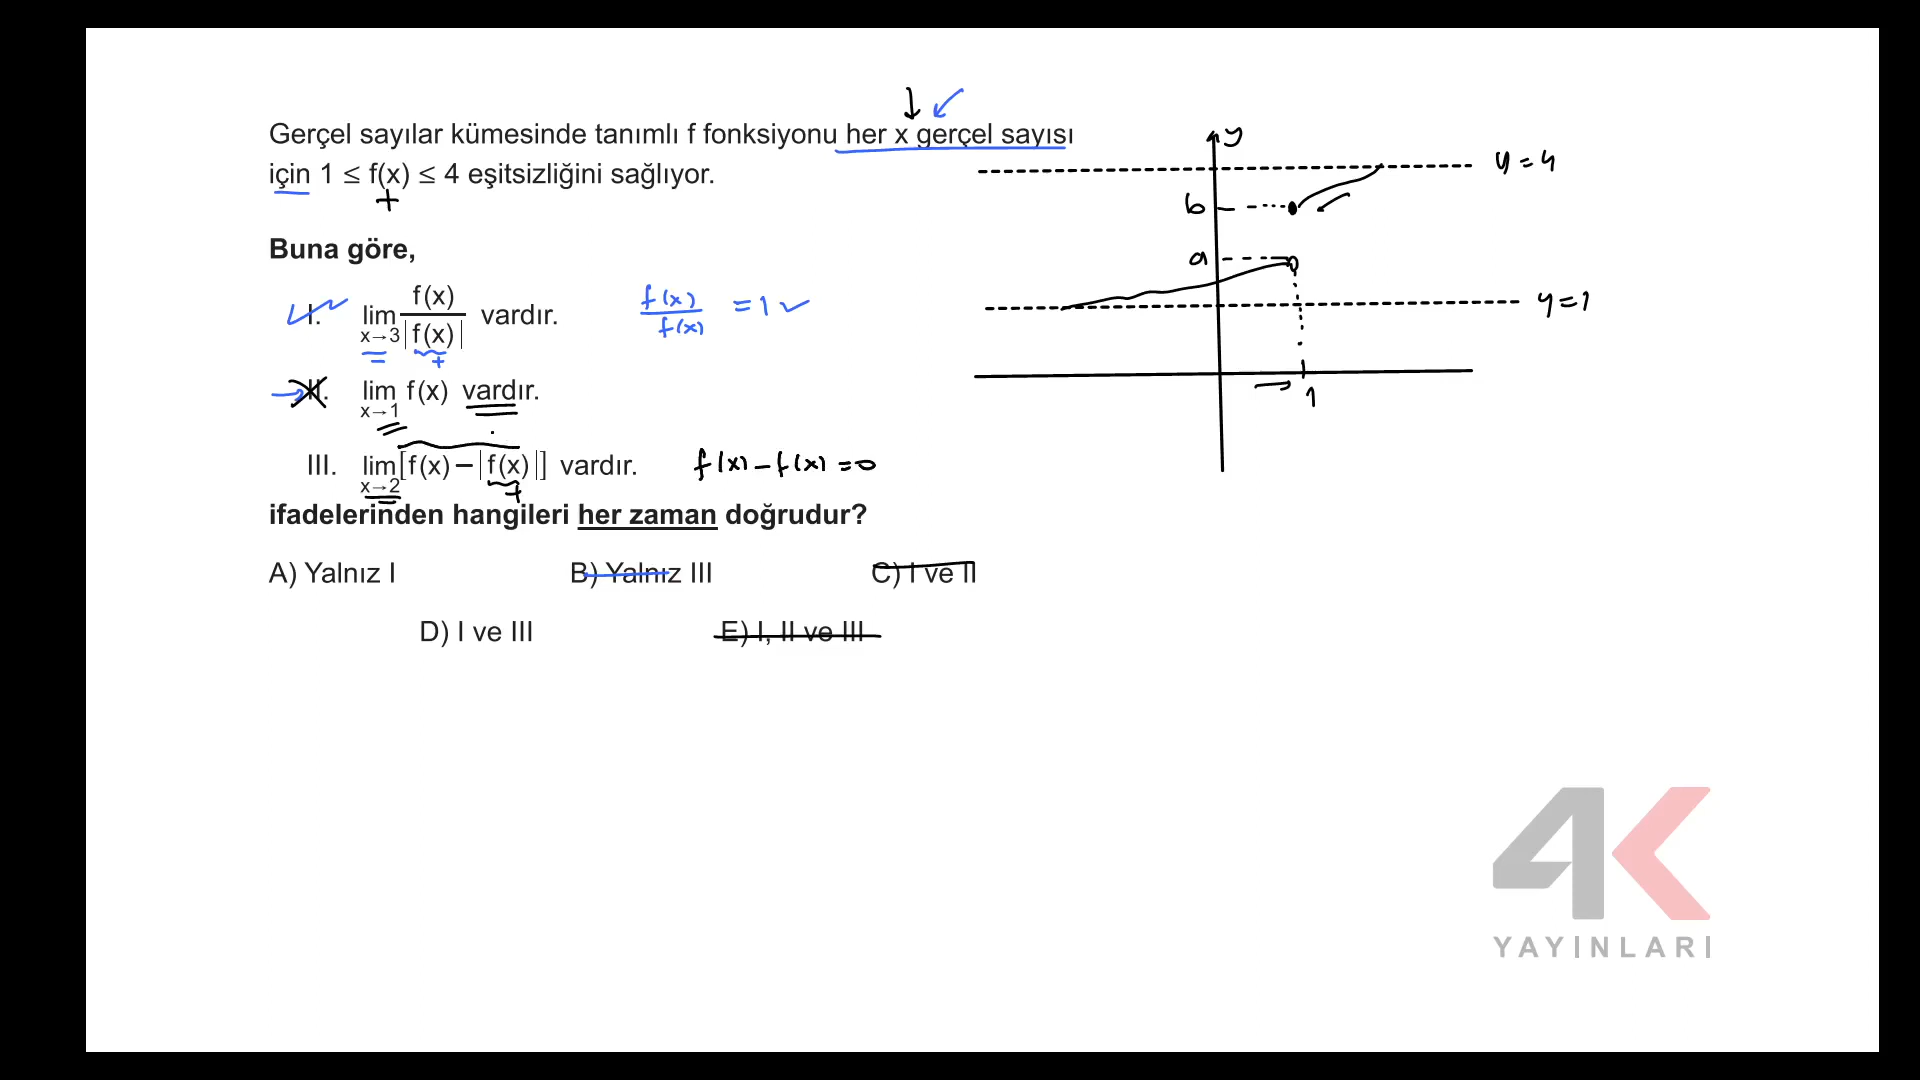 Gerçel sayılar kümesinde tanımlı f fonksiyonu her x gerçel sayısı
için 1 ≤ f(x) ≤ 4 eşitsizliğini sağlıyor.
+
Buna göre,
I. lim x→3 f(x)/|f(x)| vardır. f(x)/f(x) = 1 ✓
+
II. lim x→1 f(x) vardır.
III. lim x→2 [f(x) − |f(x)|] vardır. f(x) − f(x) = 0
+
ifadelerinden hangileri her zaman doğrudur?
A) Yalnız I B) Yalnız III C) I ve II
D) I ve III E) I, II ve III
y
y = 4
b
a
y = 1
1
4K
YAYINLARI